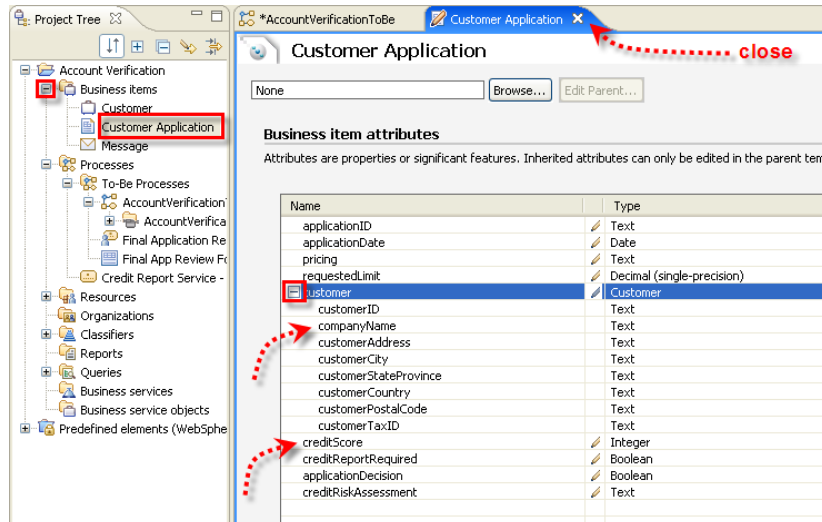 Project Tree
*AccountVerificationToBe
Customer Application
close
Account Verification
Business items
Customer
Customer Application
Message
Processes
To-Be Processes
AccountVerification
AccountVerifica
Final Application Re
Final App Review Fo
Credit Report Service -
Resources
Organizations
Classifiers
Reports
Queries
Business services
Business service objects
Predefined elements (WebSphe
Customer Application
None
Browse...
Edit Parent...
Business item attributes
Attributes are properties or significant features. Inherited attributes can only be edited in the parent tem
Name Type
applicationID Text
applicationDate Date
pricing Text
requestedLimit Decimal (single-precision)
customer Customer
customerID Text
companyName Text
customerAddress Text
customerCity Text
customerStateProvince Text
customerCountry Text
customerPostalCode Text
customerTaxID Text
creditScore Integer
creditReportRequired Boolean
applicationDecision Boolean
creditRiskAssessment Text